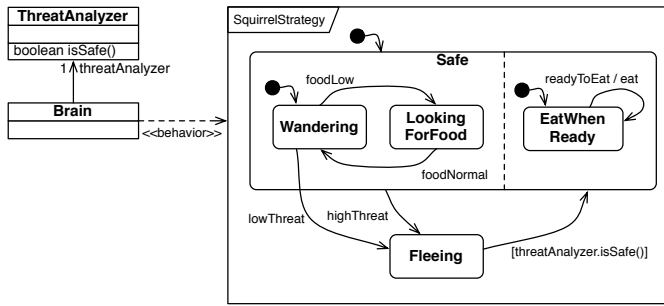 ThreatAnalyzer
boolean isSafe()
1 threatAnalyzer
Brain
<<behavior>>
SquirrelStrategy
Safe
foodLow
readyToEat / eat
Wandering
Looking
ForFood
EatWhen
Ready
foodNormal
lowThreat
highThreat
Fleeing
[threatAnalyzer.isSafe()]